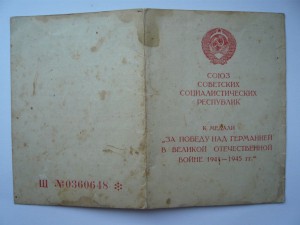 СОЮЗ
СОВЕТСКИХ
СОЦИАЛИСТИЧЕСКИХ
РЕСПУБЛИК
К МЕДАЛИ
„ЗА ПОБЕДУ НАД ГЕРМАНИЕЙ
В ВЕЛИКОЙ ОТЕЧЕСТВЕННОЙ
ВОЙНЕ 1941—1945 гг."
Ш №0360648 *